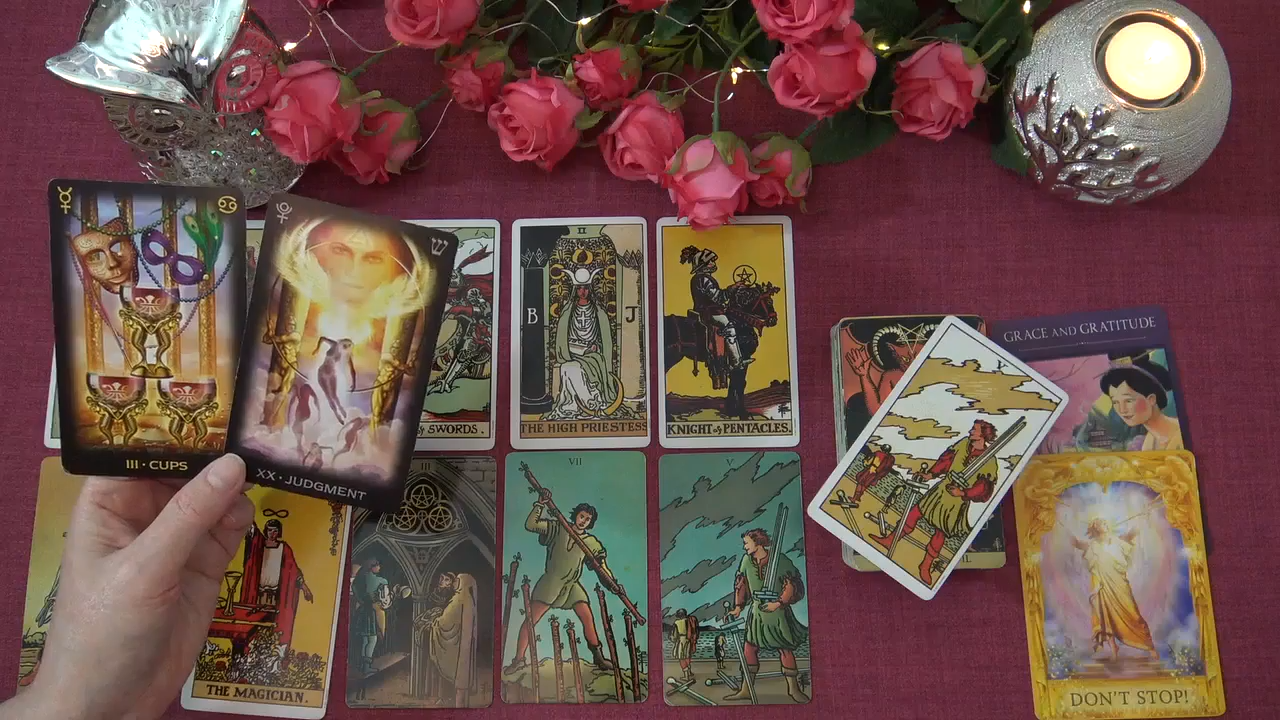 III • CUPS
XX • JUDGMENT
SWORDS.
II
B J
THE HIGH PRIESTESS
KNIGHT of PENTACLES.
GRACE AND GRATITUDE
V
THE MAGICIAN.
III
VII
V
DON'T STOP!